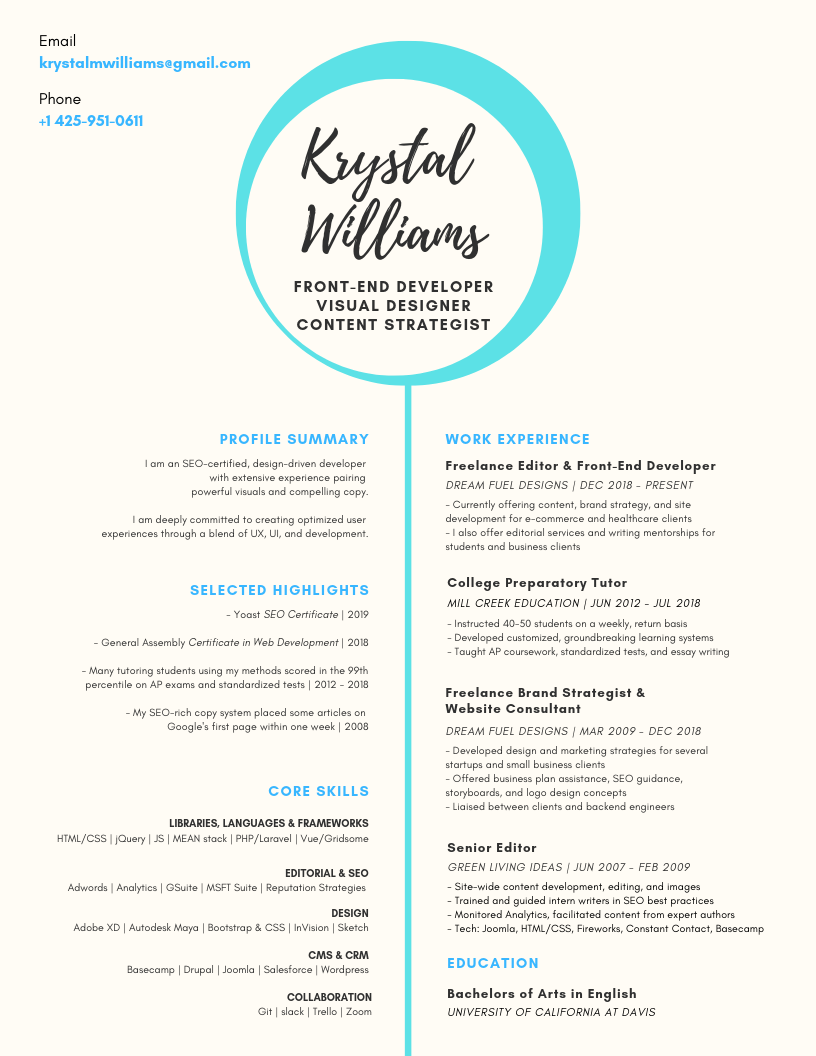 Email
krystalmwilliams@gmail.com
Phone
+1 425-951-0611
Krystal
Williams
FRONT-END DEVELOPER
VISUAL DESIGNER
CONTENT STRATEGIST
PROFILE SUMMARY
I am an SEO-certified, design-driven developer
with extensive experience pairing
powerful visuals and compelling copy.
I am deeply committed to creating optimized user
experiences through a blend of UX, UI, and development.
SELECTED HIGHLIGHTS
- Yoast SEO Certificate | 2019
- General Assembly Certificate in Web Development | 2018
- Many tutoring students using my methods scored in the 99th
percentile on AP exams and standardized tests | 2012 - 2018
- My SEO-rich copy system placed some articles on
Google's first page within one week | 2008
CORE SKILLS
LIBRARIES, LANGUAGES & FRAMEWORKS
HTML/CSS | jQuery | JS | MEAN stack | PHP/Laravel | Vue/Gridsome
EDITORIAL & SEO
Adwords | Analytics | GSuite | MSFT Suite | Reputation Strategies
DESIGN
Adobe XD | Autodesk Maya | Bootstrap & CSS | InVision | Sketch
CMS & CRM
Basecamp | Drupal | Joomla | Salesforce | Wordpress
COLLABORATION
Git | slack | Trello | Zoom
WORK EXPERIENCE
Freelance Editor & Front-End Developer
DREAM FUEL DESIGNS | DEC 2018 - PRESENT
- Currently offering content, brand strategy, and site
development for e-commerce and healthcare clients
- I also offer editorial services and writing mentorships for
students and business clients
College Preparatory Tutor
MILL CREEK EDUCATION | JUN 2012 - JUL 2018
- Instructed 40-50 students on a weekly, return basis
- Developed customized, groundbreaking learning systems
- Taught AP coursework, standardized tests, and essay writing
Freelance Brand Strategist &
Website Consultant
DREAM FUEL DESIGNS | MAR 2009 - DEC 2018
- Developed design and marketing strategies for several
startups and small business clients
- Offered business plan assistance, SEO guidance,
storyboards, and logo design concepts
- Liaised between clients and backend engineers
Senior Editor
GREEN LIVING IDEAS | JUN 2007 - FEB 2009
- Site-wide content development, editing, and images
- Trained and guided intern writers in SEO best practices
- Monitored Analytics, facilitated content from expert authors
- Tech: Joomla, HTML/CSS, Fireworks, Constant Contact, Basecamp
EDUCATION
Bachelors of Arts in English
UNIVERSITY OF CALIFORNIA AT DAVIS